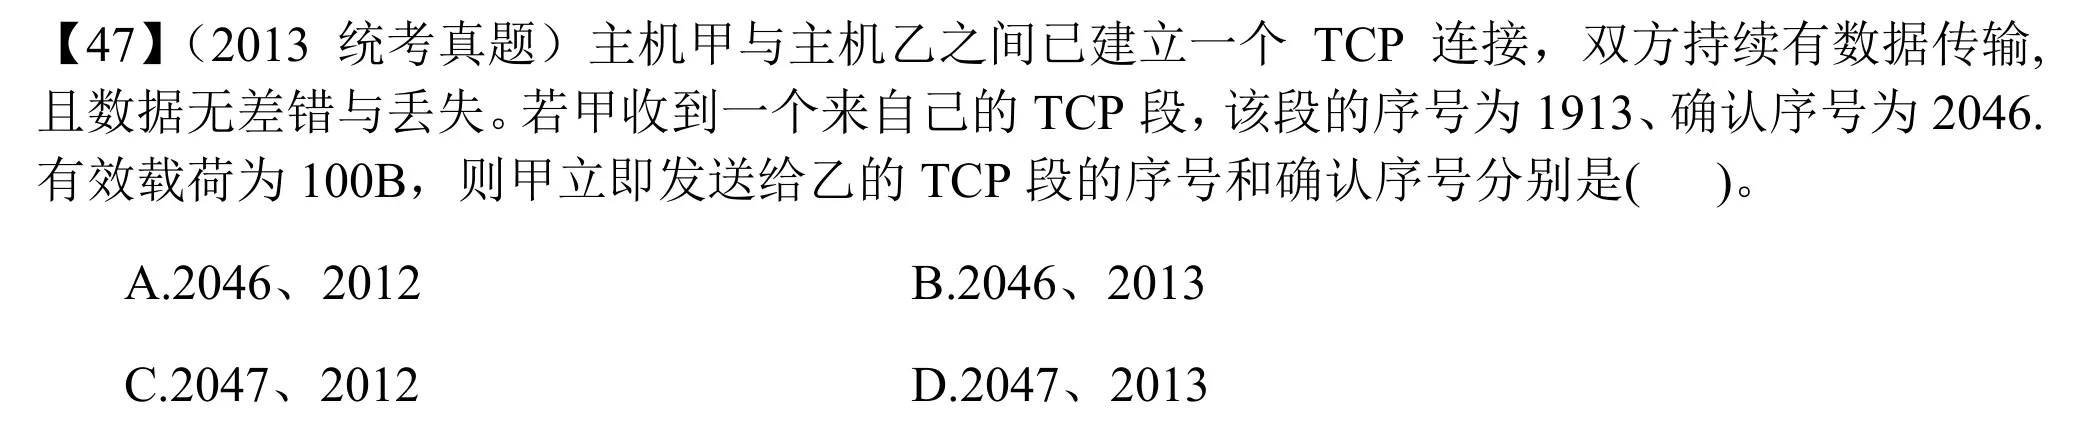 【47】（2013 统考真题）主机甲与主机乙之间已建立一个 TCP 连接，双方持续有数据传输,
且数据无差错与丢失。若甲收到一个来自己的 TCP 段，该段的序号为 1913、确认序号为 2046.
有效载荷为 100B，则甲立即发送给乙的 TCP 段的序号和确认序号分别是( )。
A.2046、2012 B.2046、2013
C.2047、2012 D.2047、2013